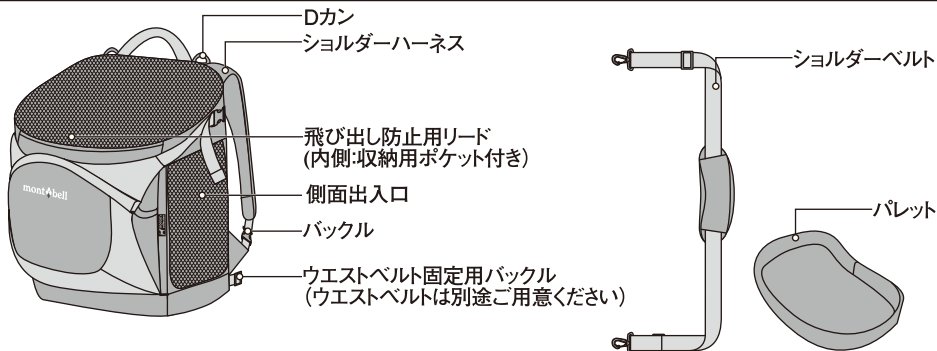 Dカン
ショルダーハーネス
飛び出し防止用リード
(内側:収納用ポケット付き)
側面出入口
バックル
ウエストベルト固定用バックル
(ウエストベルトは別途ご用意ください)
mont bell
ショルダーベルト
パレット